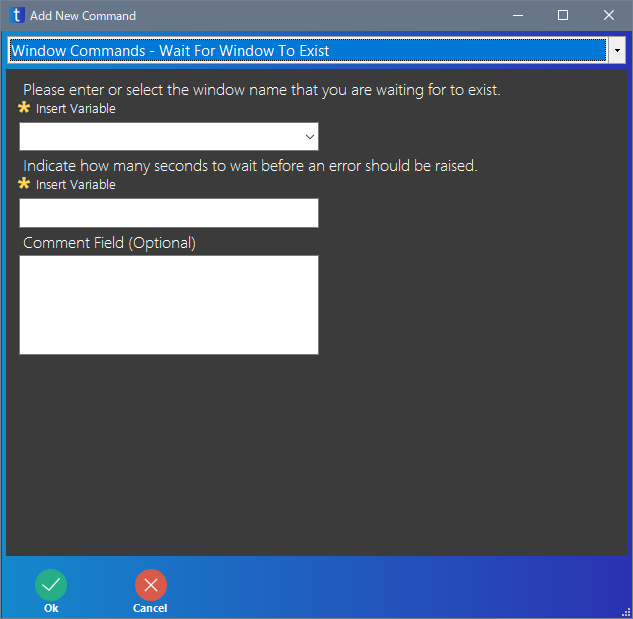 t Add New Command
Window Commands - Wait For Window To Exist
Please enter or select the window name that you are waiting for to exist.
Insert Variable
Indicate how many seconds to wait before an error should be raised.
Insert Variable
Comment Field (Optional)
Ok
Cancel